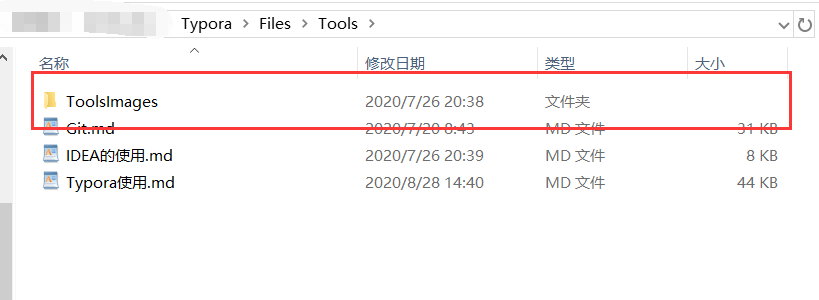 Typora > Files > Tools >
名称 修改日期 类型 大小
ToolsImages 2020/7/26 20:38 文件夹
Git.md 2020/7/20 8:43 MD 文件 31 KB
IDEA的使用.md 2020/7/26 20:39 MD 文件 8 KB
Typora使用.md 2020/8/28 14:40 MD 文件 44 KB